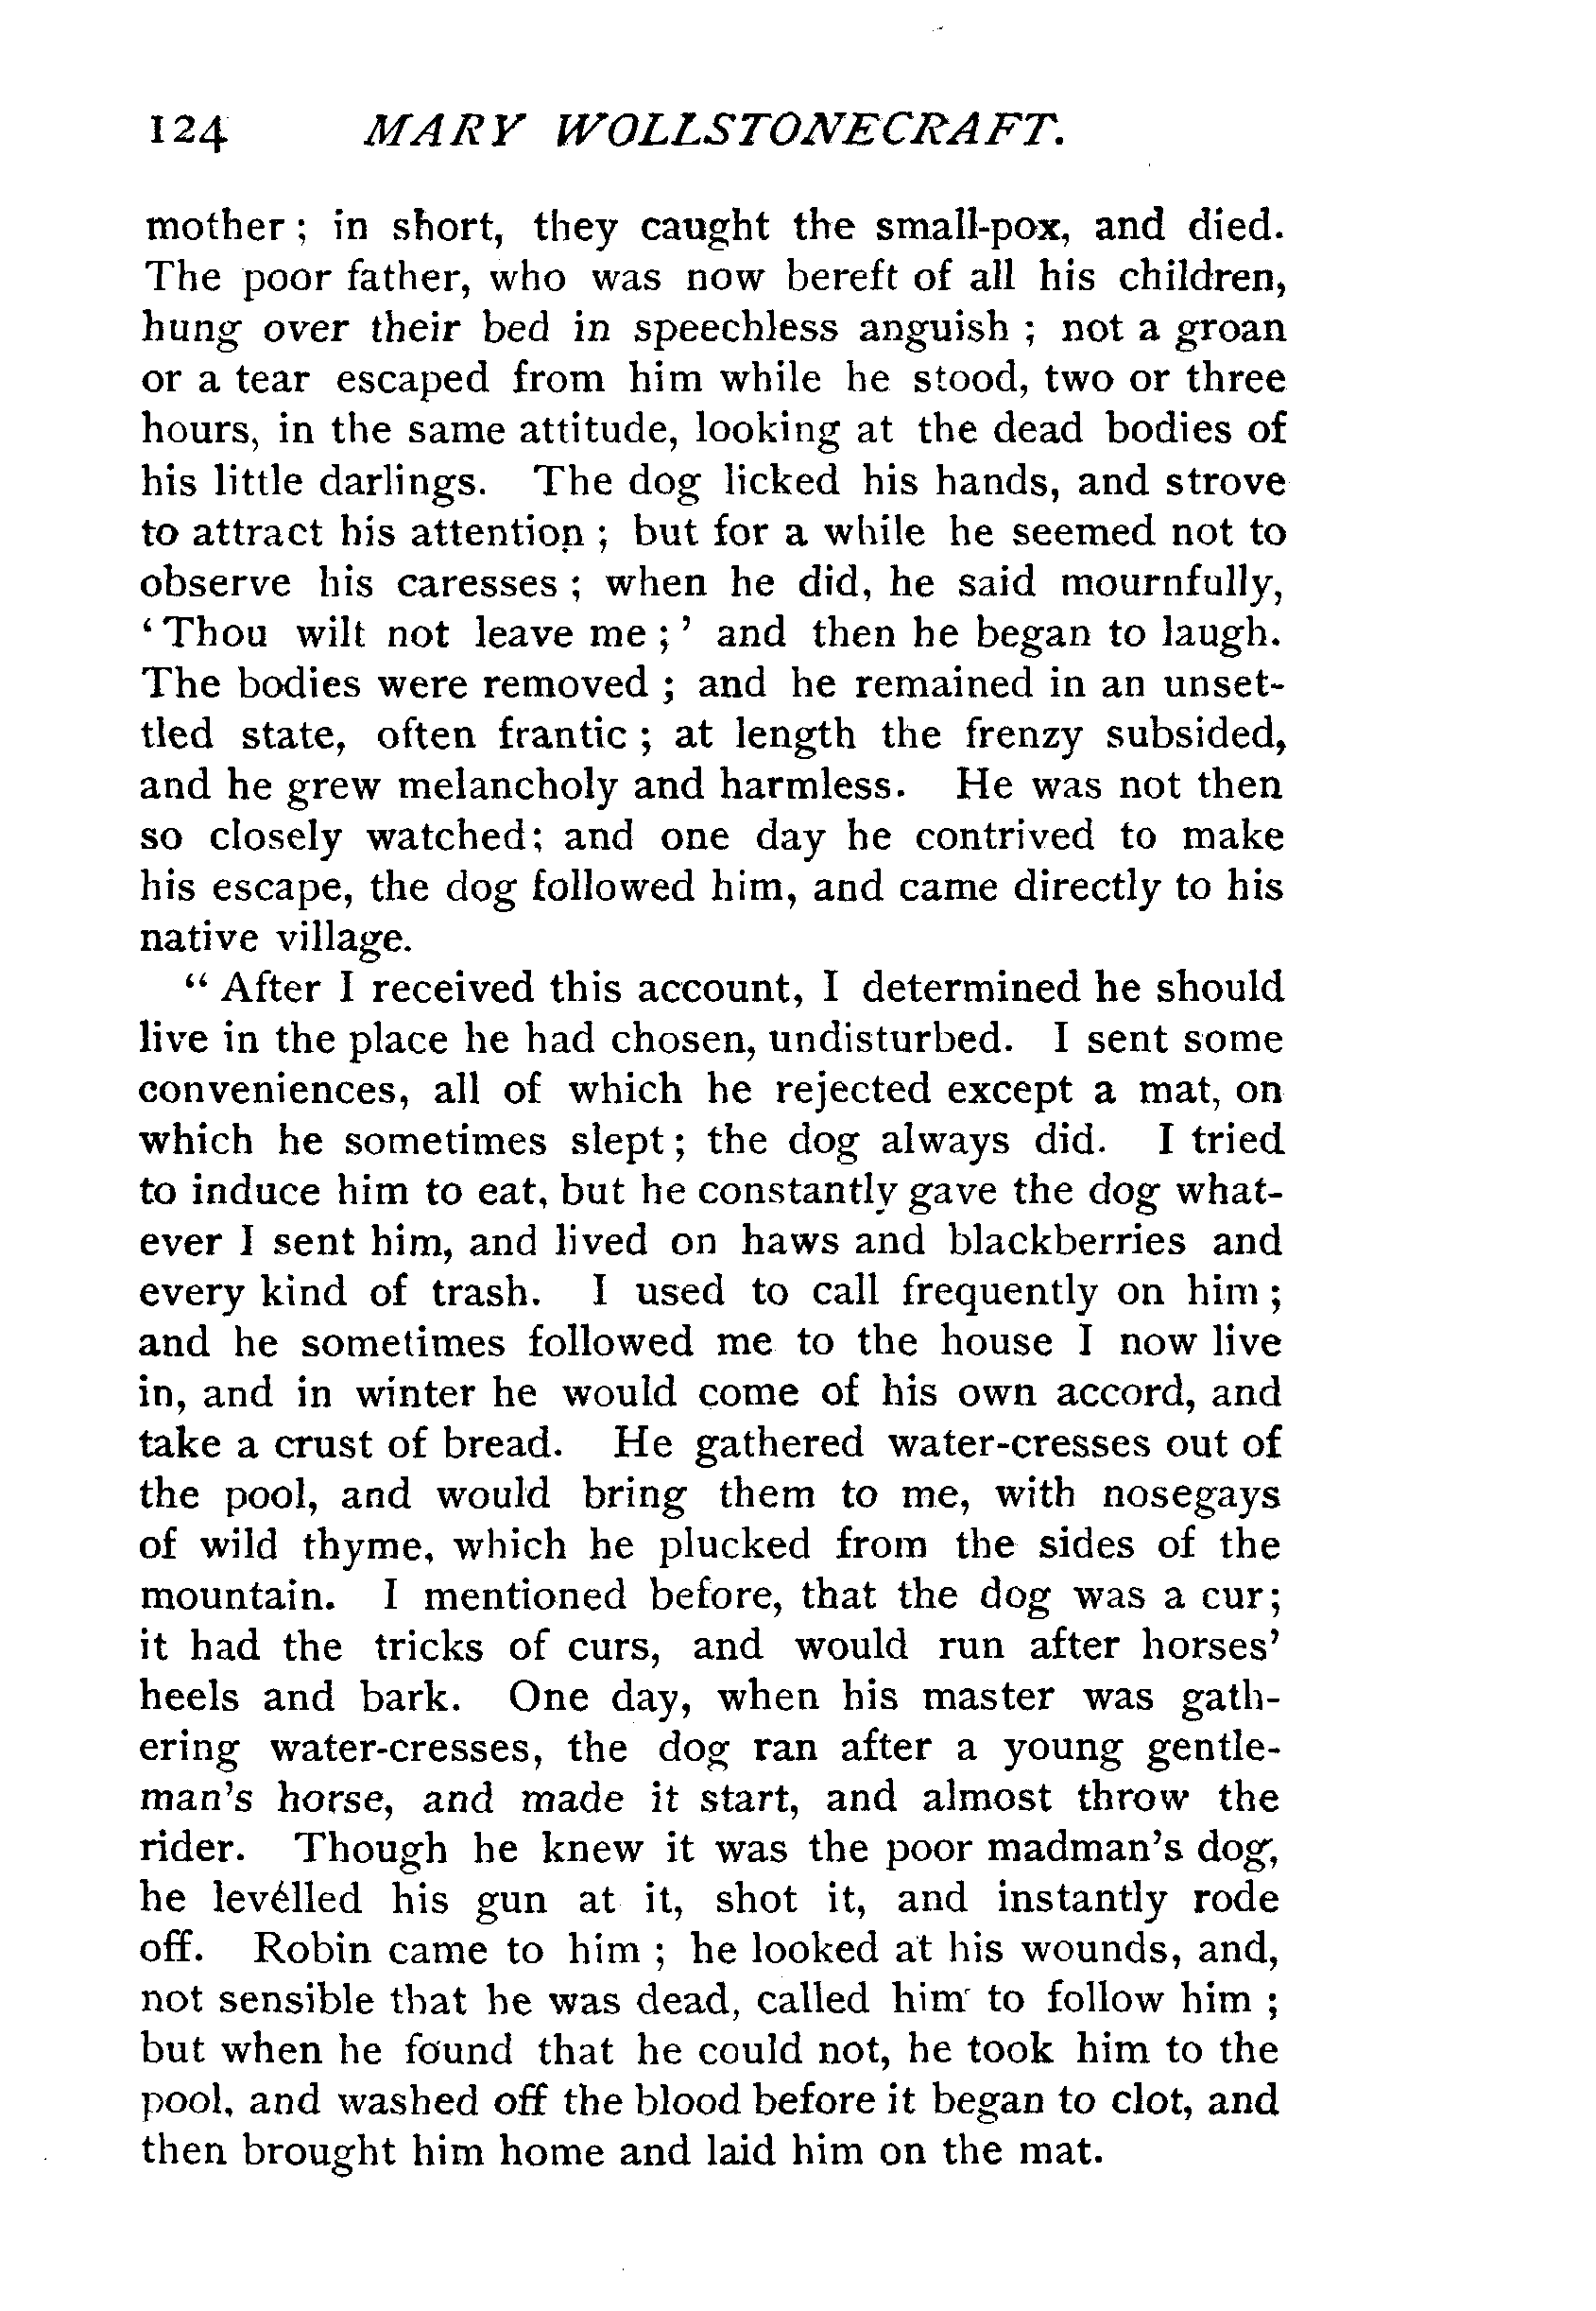 124 MARY WOLLSTONECRAFT.
mother ; in short, they caught the small-pox, and died.
The poor father, who was now bereft of all his children,
hung over their bed in speechless anguish ; not a groan
or a tear escaped from him while he stood, two or three
hours, in the same attitude, looking at the dead bodies of
his little darlings. The dog licked his hands, and strove
to attract his attention ; but for a while he seemed not to
observe his caresses ; when he did, he said mournfully,
‘ Thou wilt not leave me ; ’ and then he began to laugh.
The bodies were removed ; and he remained in an unset-
tled state, often frantic ; at length the frenzy subsided,
and he grew melancholy and harmless. He was not then
so closely watched; and one day he contrived to make
his escape, the dog followed him, and came directly to his
native village.
“ After I received this account, I determined he should
live in the place he had chosen, undisturbed. I sent some
conveniences, all of which he rejected except a mat, on
which he sometimes slept ; the dog always did. I tried
to induce him to eat, but he constantly gave the dog what-
ever I sent him, and lived on haws and blackberries and
every kind of trash. I used to call frequently on him ;
and he sometimes followed me to the house I now live
in, and in winter he would come of his own accord, and
take a crust of bread. He gathered water-cresses out of
the pool, and would bring them to me, with nosegays
of wild thyme, which he plucked from the sides of the
mountain. I mentioned before, that the dog was a cur ;
it had the tricks of curs, and would run after horses’
heels and bark. One day, when his master was gath-
ering water-cresses, the dog ran after a young gentle-
man’s horse, and made it start, and almost throw the
rider. Though he knew it was the poor madman’s dog,
he levélled his gun at it, shot it, and instantly rode
off. Robin came to him ; he looked at his wounds, and,
not sensible that he was dead, called him to follow him ;
but when he found that he could not, he took him to the
pool, and washed off the blood before it began to clot, and
then brought him home and laid him on the mat.